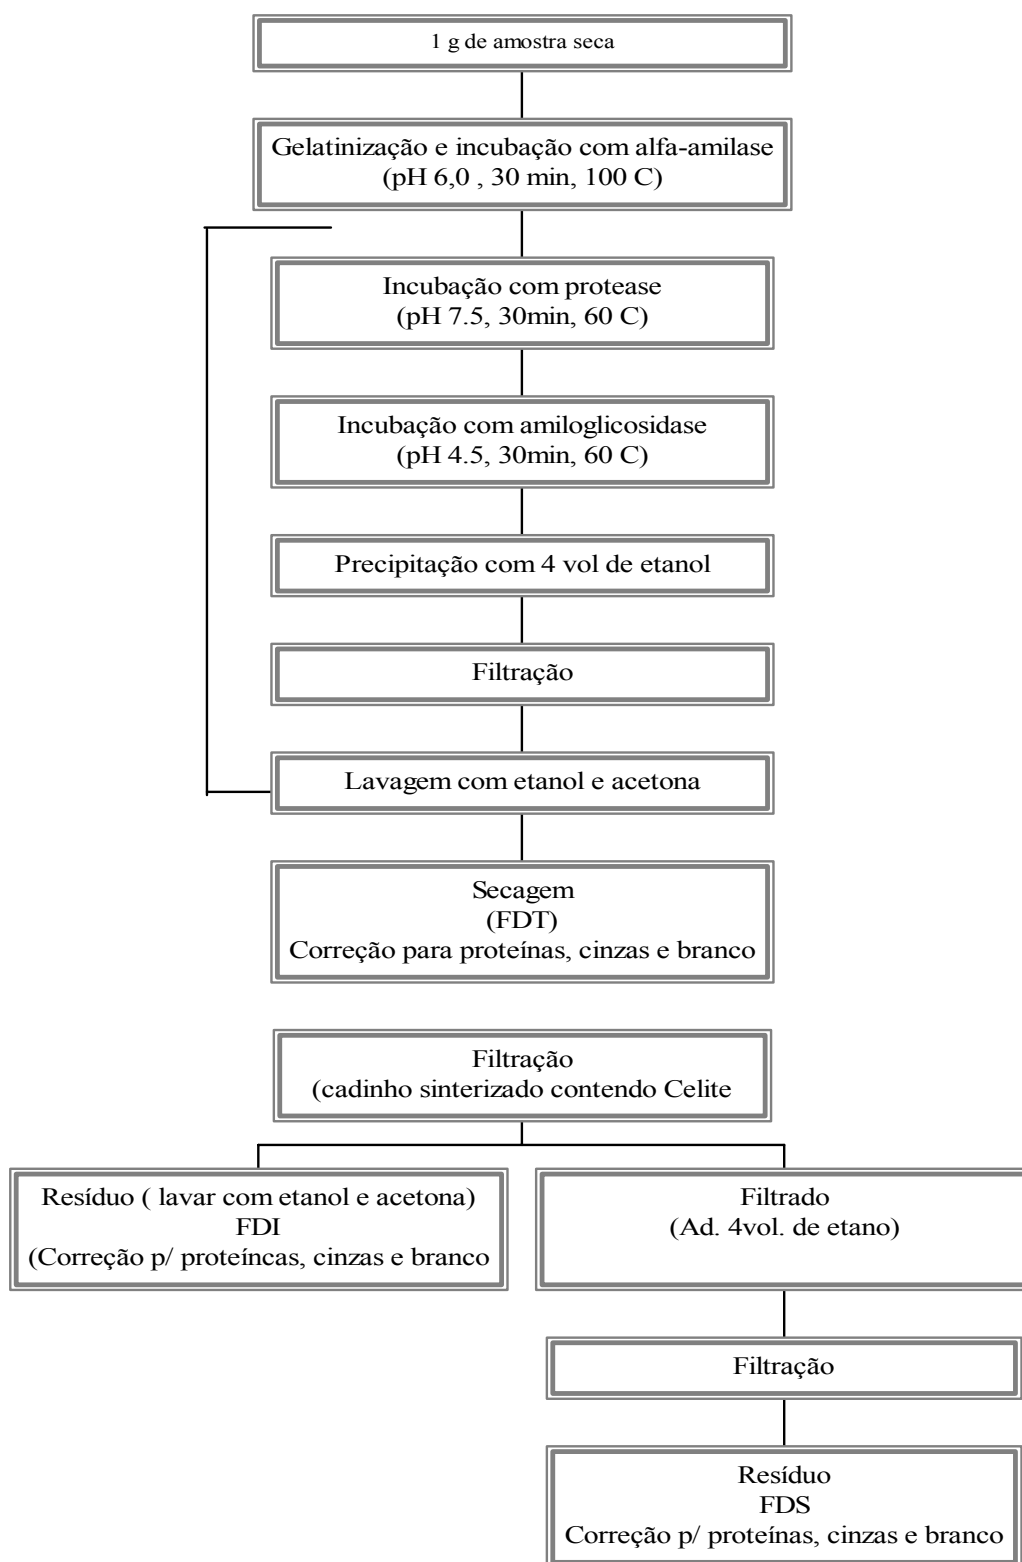 1 g de amostra seca
Gelatinização e incubação com alfa-amilase
(pH 6,0 , 30 min, 100 C)
Incubação com protease
(pH 7.5, 30min, 60 C)
Incubação com amiloglicosidase
(pH 4.5, 30min, 60 C)
Precipitação com 4 vol de etanol
Filtração
Lavagem com etanol e acetona
Secagem
(FDT)
Correção para proteínas, cinzas e branco
Filtração
(cadinho sinterizado contendo Celite
Resíduo ( lavar com etanol e acetona)
FDI
(Correção p/ proteíncas, cinzas e branco
Filtrado
(Ad. 4vol. de etano)
Filtração
Resíduo
FDS
Correção p/ proteínas, cinzas e branco